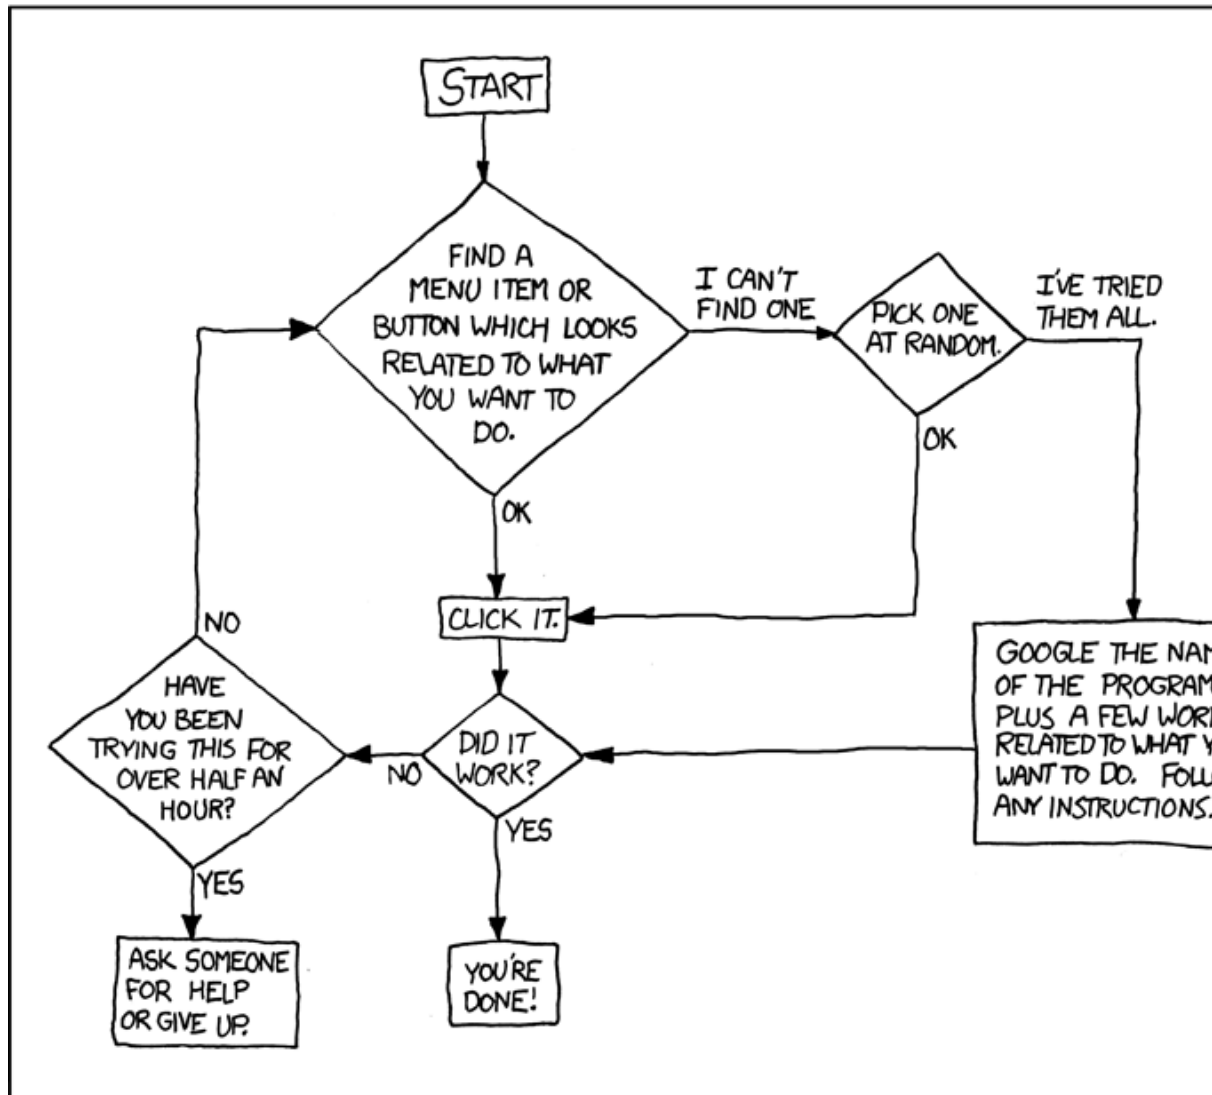 START
FIND A
MENU ITEM OR
BUTTON WHICH LOOKS
RELATED TO WHAT
YOU WANT TO
DO.
I CAN'T
FIND ONE
PICK ONE
AT RANDOM.
I'VE TRIED
THEM ALL.
OK
OK
CLICK IT.
NO
HAVE
YOU BEEN
TRYING THIS FOR
OVER HALF AN
HOUR?
NO
DID IT
WORK?
GOOGLE THE
OF THE PROGRAM
PLUS A FEW
RELATED TO WHAT
WANT TO DO.
ANY INSTRUCTIONS.
YES
YES
ASK SOMEONE
FOR HELP
OR GIVE UP.
YOU'RE
DONE!